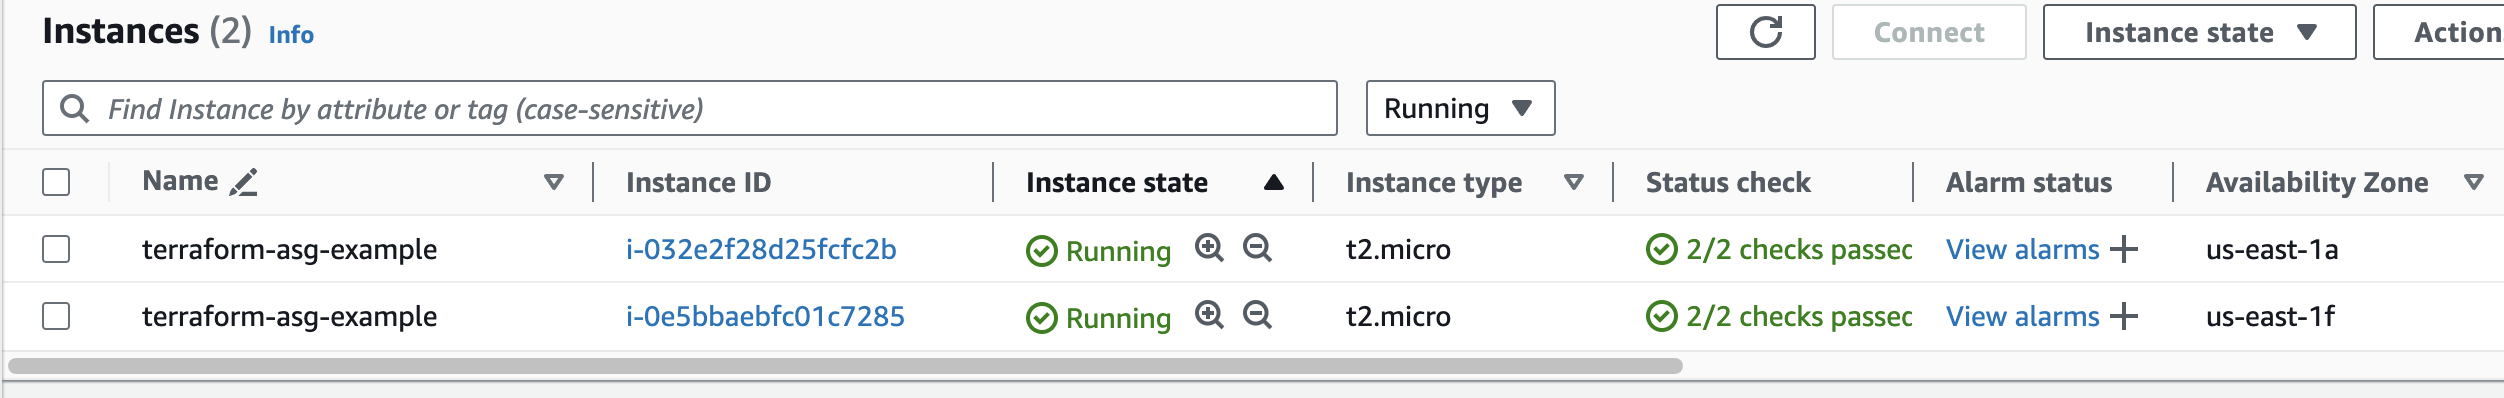 Instances (2) Info Connect Instance state Action
Find Instance by attribute or tag (case-sensitive) Running
Name Instance ID Instance state Instance type Status check Alarm status Availability Zone
terraform-asg-example i-032e2f28d25fcfc2b Running t2.micro 2/2 checks passec View alarms + us-east-1a
terraform-asg-example i-0e5bbaebfc01c7285 Running t2.micro 2/2 checks passec View alarms + us-east-1f